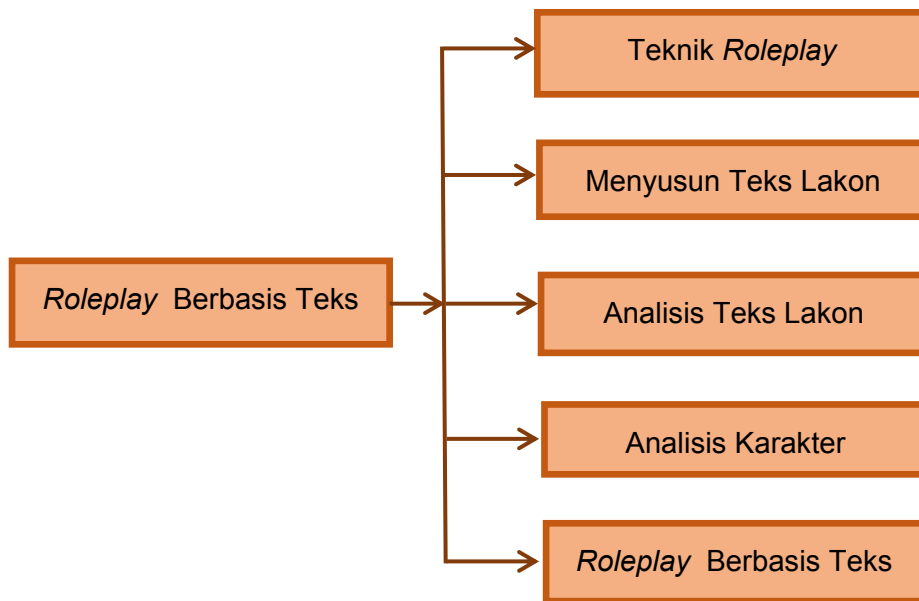 Teknik Roleplay
Menyusun Teks Lakon
Roleplay Berbasis Teks
Analisis Teks Lakon
Analisis Karakter
Roleplay Berbasis Teks